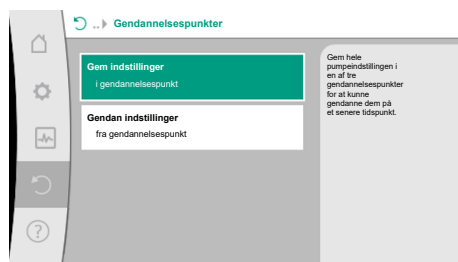 ..▸ Gendannelsespunkter
Gem indstillinger
i gendannelsespunkt
Gendan indstillinger
fra gendannelsespunkt
Gem hele
pumpeindstillingen i
en af tre
gendannelsespunkter
for at kunne
gendanne dem på
et senere tidspunkt.
?